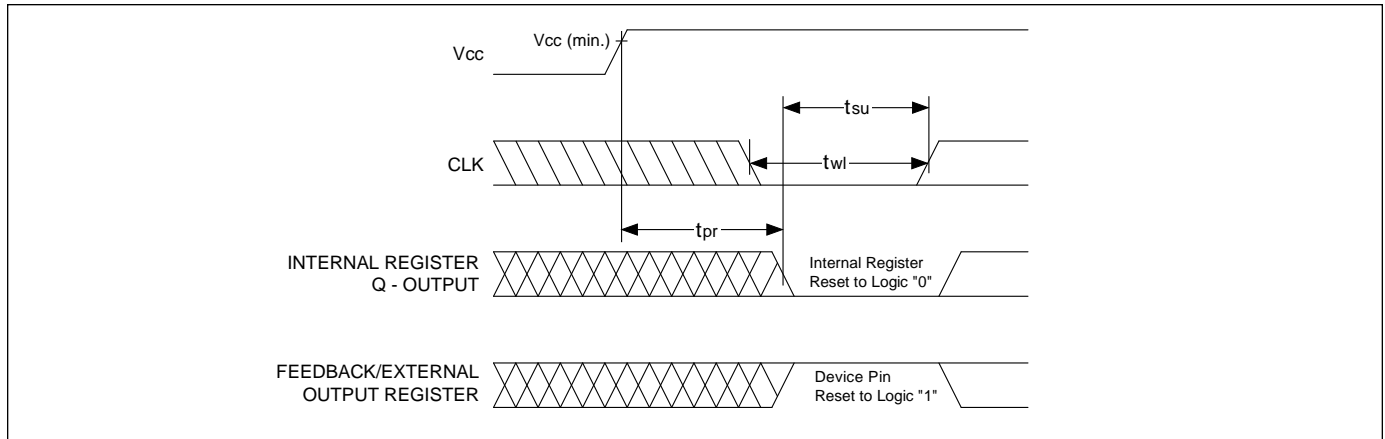 Vcc
Vcc (min.)
tsu
CLK
twl
tpr
INTERNAL REGISTER
Q - OUTPUT
Internal Register
Reset to Logic "0"
FEEDBACK/EXTERNAL
OUTPUT REGISTER
Device Pin
Reset to Logic "1"